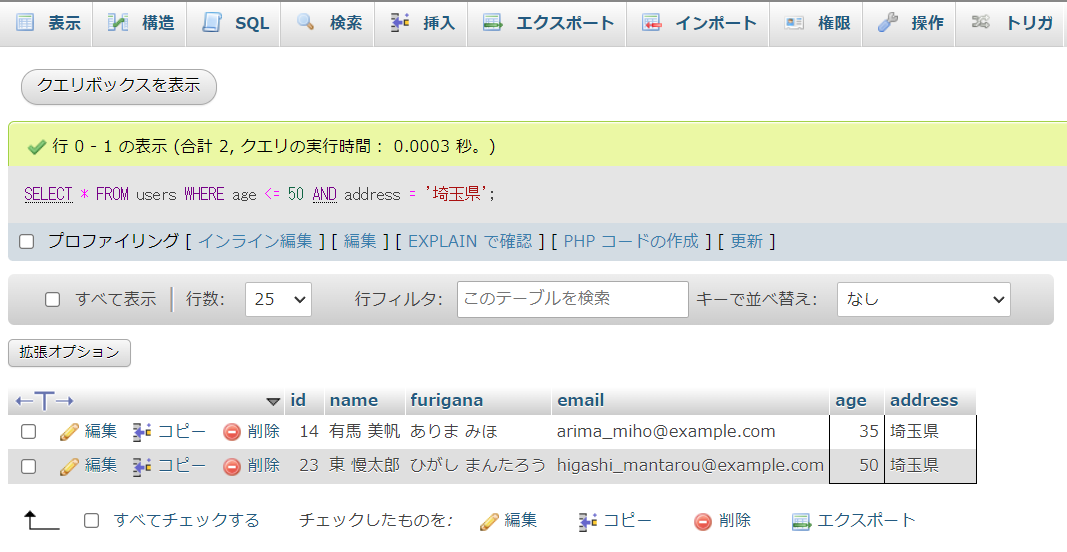 表示 構造 SQL 検索 挿入 エクスポート インポート 権限 操作 トリガ
クエリボックスを表示
行 0 - 1 の表示 (合計 2, クエリの実行時間： 0.0003 秒。)
SELECT * FROM users WHERE age <= 50 AND address = '埼玉県';
プロファイリング [ インライン編集 ] [ 編集 ] [ EXPLAIN で確認 ] [ PHP コードの作成 ] [ 更新 ]
すべて表示 行数: 25 行フィルタ: このテーブルを検索 キーで並べ替え: なし
拡張オプション
←T→ id name furigana email age address
編集 コピー 削除 14 有馬 美帆 ありま みほ arima_miho@example.com 35 埼玉県
編集 コピー 削除 23 東 慢太郎 ひがし まんたろう higashi_mantarou@example.com 50 埼玉県
すべてチェックする チェックしたものを: 編集 コピー 削除 エクスポート